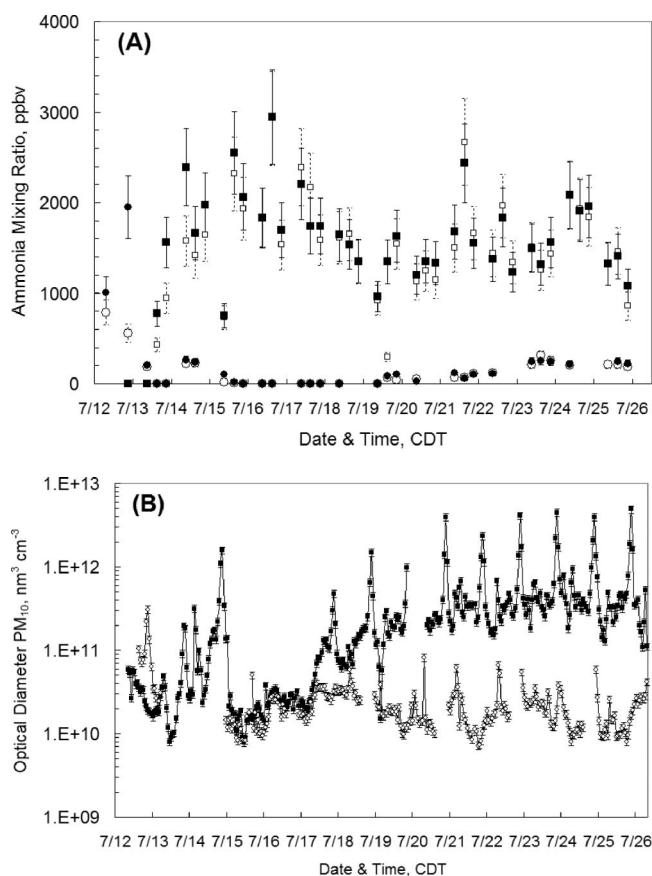 (A)
Ammonia Mixing Ratio, ppbv
4000
3000
2000
1000
0
7/12 7/13 7/14 7/15 7/16 7/17 7/18 7/19 7/20 7/21 7/22 7/23 7/24 7/25 7/26
Date & Time, CDT
(B)
Optical Diameter PM₁₀, nm³ cm⁻³
1.E+13
1.E+12
1.E+11
1.E+10
1.E+09
7/12 7/13 7/14 7/15 7/16 7/17 7/18 7/19 7/20 7/21 7/22 7/23 7/24 7/25 7/26
Date & Time, CDT